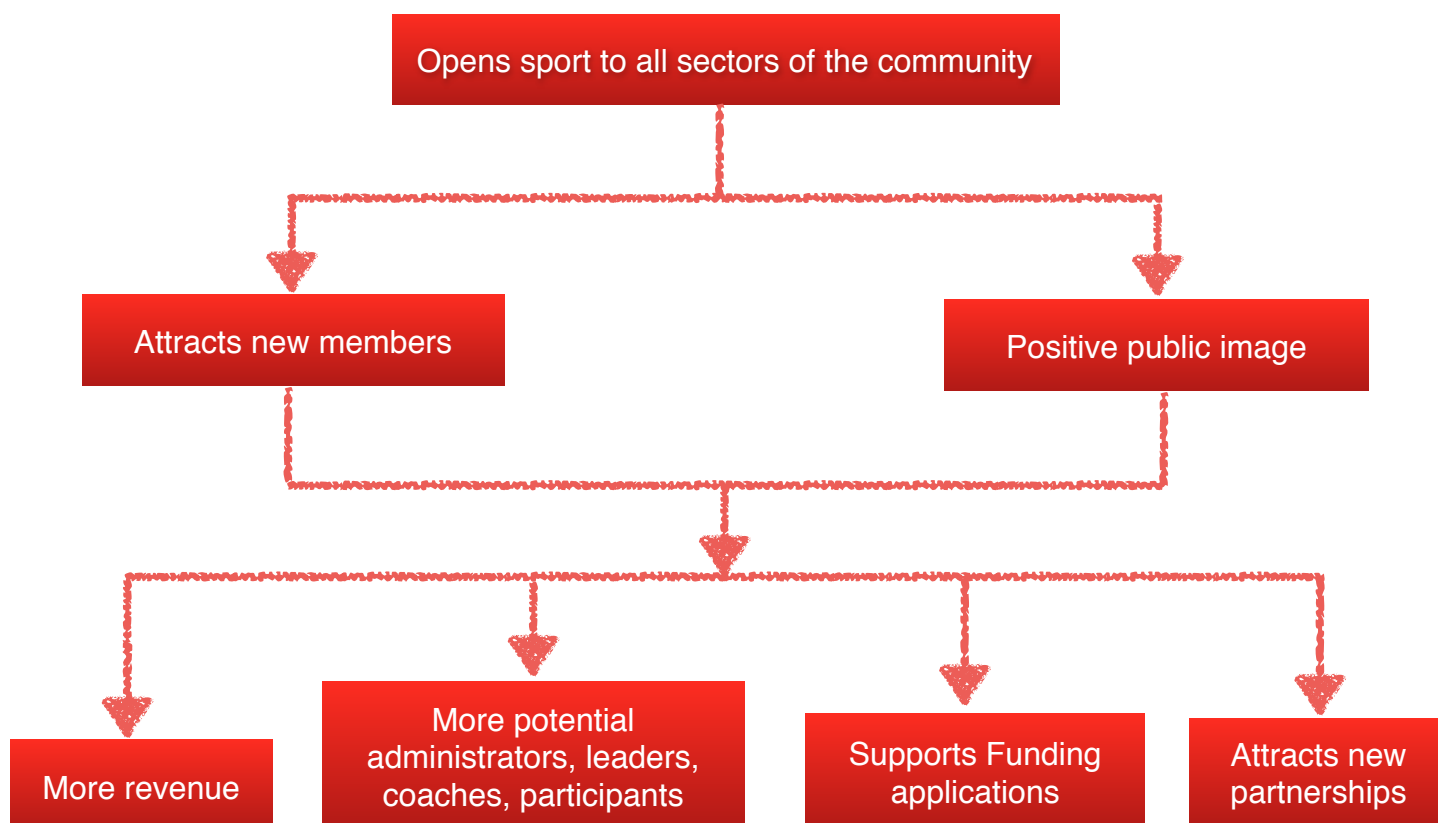 Opens sport to all sectors of the community
Attracts new members
Positive public image
More revenue
More potential
administrators, leaders,
coaches, participants
Supports Funding
applications
Attracts new
partnerships